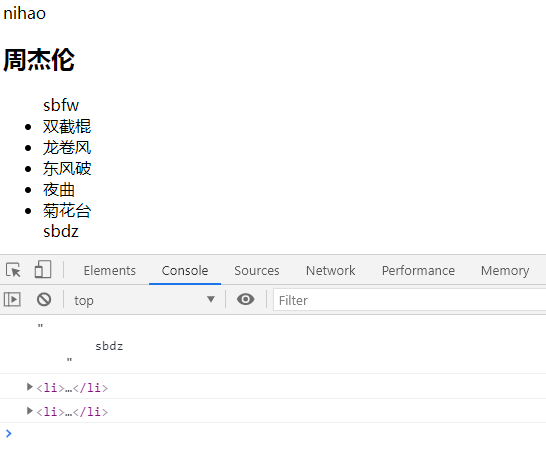 nihao
周杰伦
sbfw
双截棍
龙卷风
东风破
夜曲
菊花台
sbdz
Elements Console Sources Network Performance Memory
top Filter
"
sbdz
"
<li>…</li>
<li>…</li>